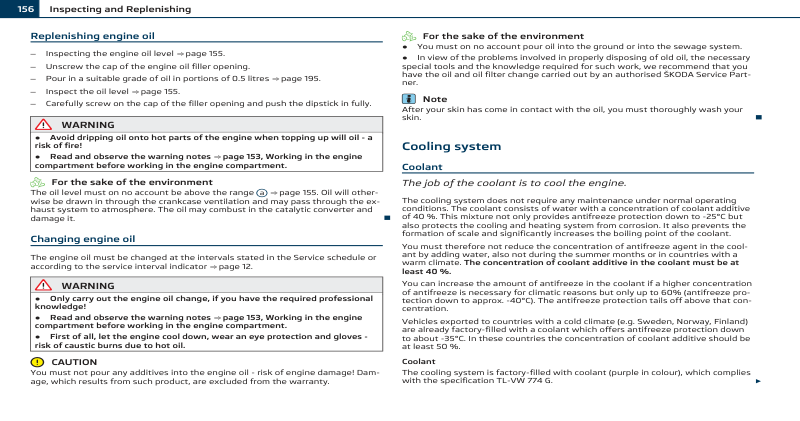 156 Inspecting and Replenishing
Replenishing engine oil
– Inspecting the engine oil level ⇒ page 155.
– Unscrew the cap of the engine oil filler opening.
– Pour in a suitable grade of oil in portions of 0.5 litres ⇒ page 195.
– Inspect the oil level ⇒ page 155.
– Carefully screw on the cap of the filler opening and push the dipstick in fully.
WARNING
• Avoid dripping oil onto hot parts of the engine when topping up will oil - a
risk of fire!
• Read and observe the warning notes ⇒ page 153, Working in the engine
compartment before working in the engine compartment.
For the sake of the environment
The oil level must on no account be above the range (a) ⇒ page 155. Oil will other-
wise be drawn in through the crankcase ventilation and may pass through the ex-
haust system to atmosphere. The oil may combust in the catalytic converter and
damage it.
Changing engine oil
The engine oil must be changed at the intervals stated in the Service schedule or
according to the service interval indicator ⇒ page 12.
WARNING
• Only carry out the engine oil change, if you have the required professional
knowledge!
• Read and observe the warning notes ⇒ page 153, Working in the engine
compartment before working in the engine compartment.
• First of all, let the engine cool down, wear an eye protection and gloves -
risk of caustic burns due to hot oil.
CAUTION
You must not pour any additives into the engine oil - risk of engine damage! Dam-
age, which results from such product, are excluded from the warranty.
For the sake of the environment
• You must on no account pour oil into the ground or into the sewage system.
• In view of the problems involved in properly disposing of old oil, the necessary
special tools and the knowledge required for such work, we recommend that you
have the oil and oil filter change carried out by an authorised ŠKODA Service Part-
ner.
Note
After your skin has come in contact with the oil, you must thoroughly wash your
skin.
Cooling system
Coolant
The job of the coolant is to cool the engine.
The cooling system does not require any maintenance under normal operating
conditions. The coolant consists of water with a concentration of coolant additive
of 40 %. This mixture not only provides antifreeze protection down to -25°C but
also protects the cooling and heating system from corrosion. It also prevents the
formation of scale and significantly increases the boiling point of the coolant.
You must therefore not reduce the concentration of antifreeze agent in the cool-
ant by adding water, also not during the summer months or in countries with a
warm climate. The concentration of coolant additive in the coolant must be at
least 40 %.
You can increase the amount of antifreeze in the coolant if a higher concentration
of antifreeze is necessary for climatic reasons but only up to 60% (antifreeze pro-
tection down to approx. -40°C). The antifreeze protection tails off above that con-
centration.
Vehicles exported to countries with a cold climate (e.g. Sweden, Norway, Finland)
are already factory-filled with a coolant which offers antifreeze protection down
to about -35°C. In these countries the concentration of coolant additive should be
at least 50 %.
Coolant
The cooling system is factory-filled with coolant (purple in colour), which complies
with the specification TL-VW 774 G.